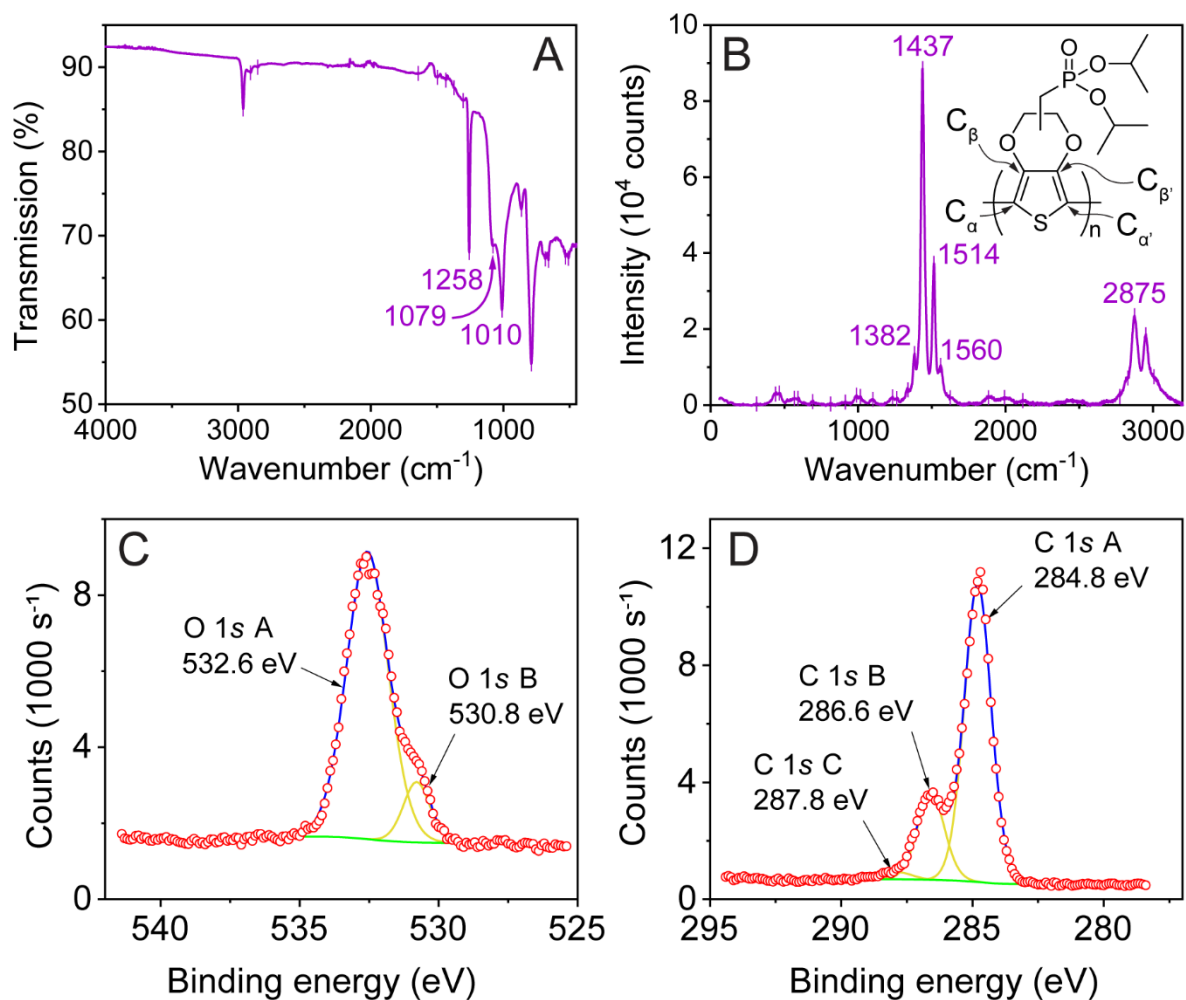 A
Transmission (%)
90
80
70
60
50
1258
1079
1010
4000
3000
2000
1000
Wavenumber (cm⁻¹)
B
Intensity (10⁴ counts)
10
8
6
4
2
0
1437
1514
1382
1560
2875
O
P
O
O
Cβ
O
O
Cβ'
Cα
S
n
Cα'
0
1000
2000
3000
Wavenumber (cm⁻¹)
C
Counts (1000 s⁻¹)
8
4
0
O 1s A
532.6 eV
O 1s B
530.8 eV
540
535
530
525
Binding energy (eV)
D
Counts (1000 s⁻¹)
12
8
4
0
C 1s A
284.8 eV
C 1s B
286.6 eV
C 1s C
287.8 eV
295
290
285
280
Binding energy (eV)